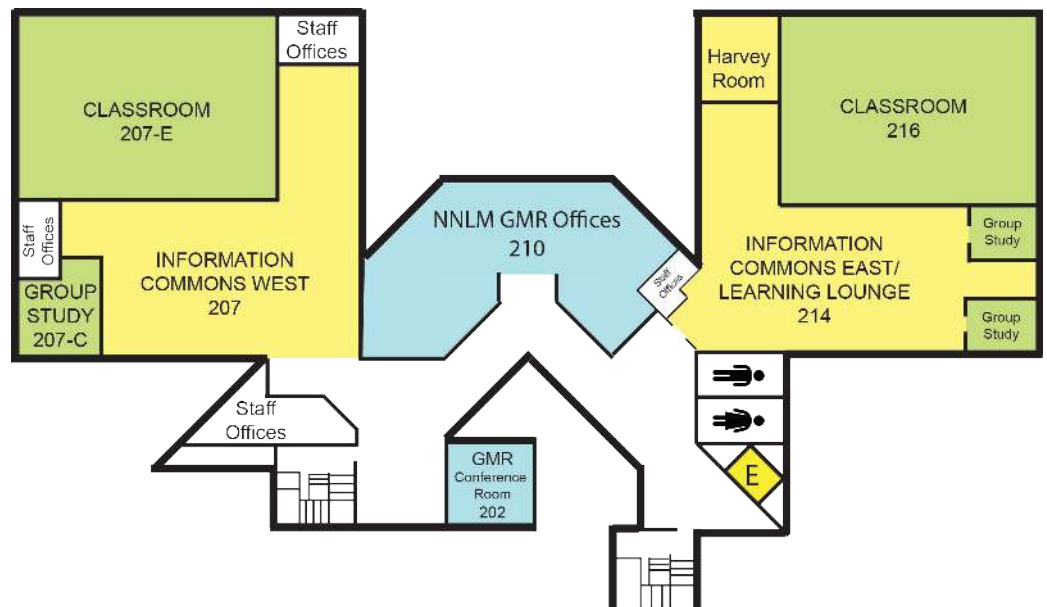 Staff
Offices
CLASSROOM
207-E
Staff
Offices
GROUP
STUDY
207-C
INFORMATION
COMMONS WEST
207
NNLM GMR Offices
210
Staff
Offices
Harvey
Room
CLASSROOM
216
Group
Study
INFORMATION
COMMONS EAST/
LEARNING LOUNGE
214
Group
Study
Staff
Offices
GMR
Conference
Room
202
E